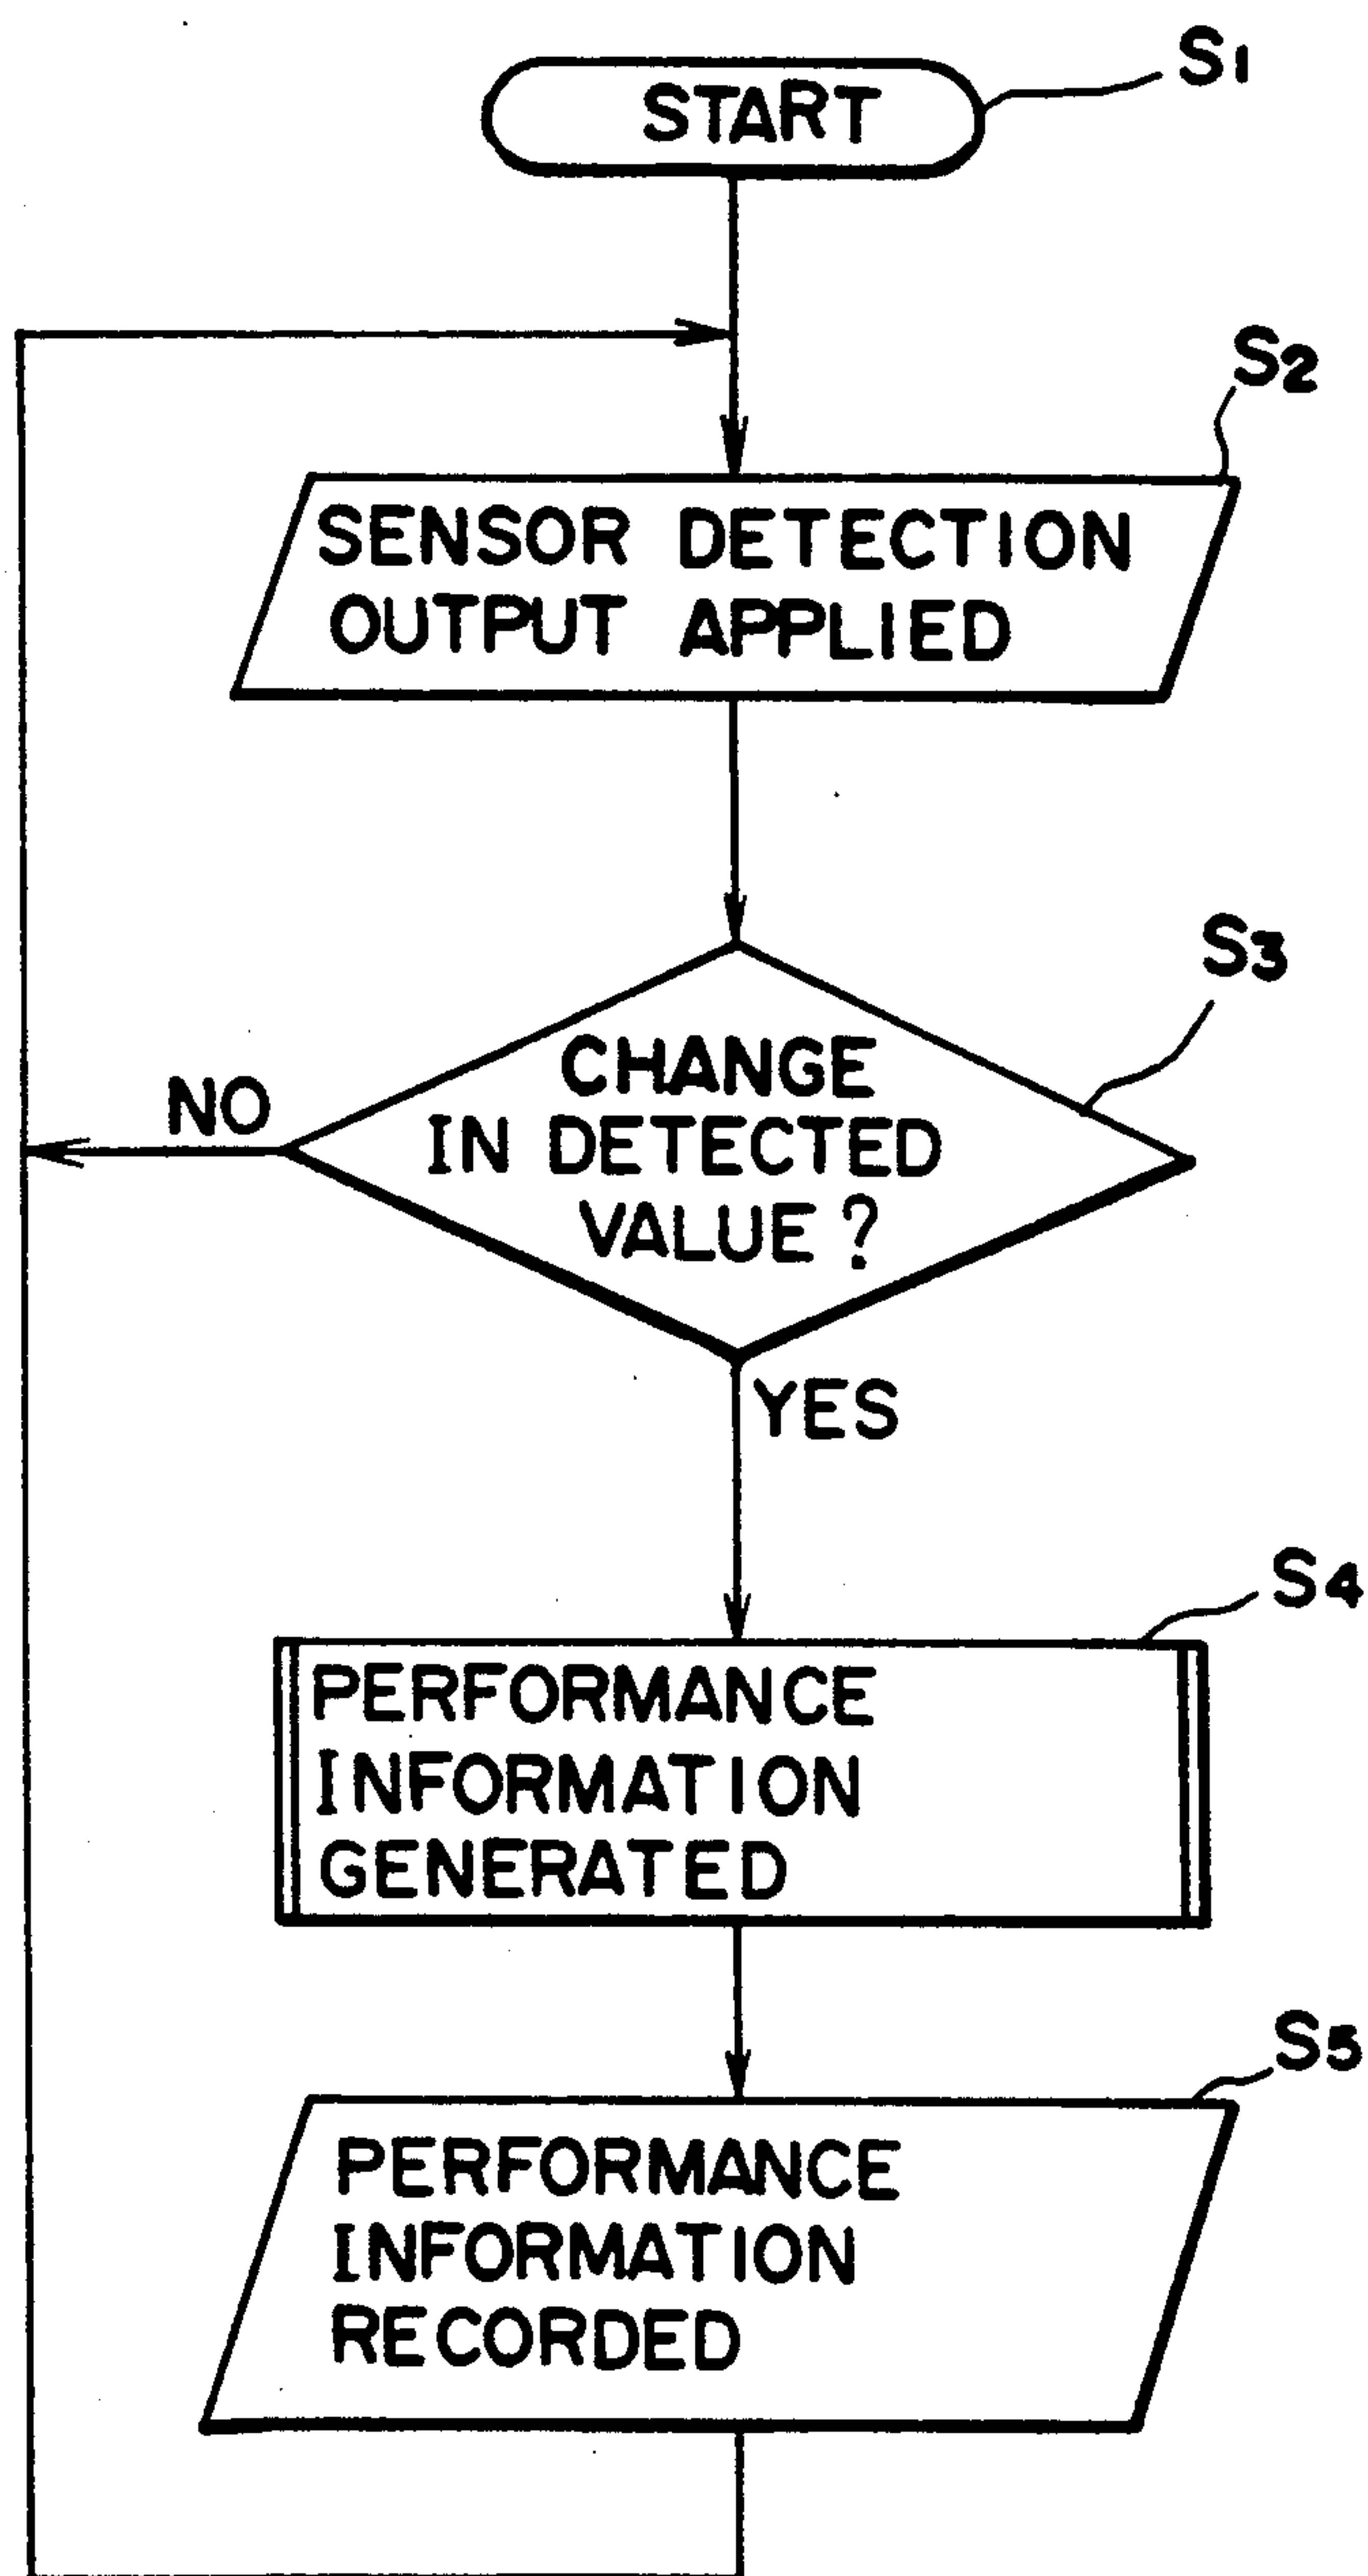 START
S1
S2
SENSOR DETECTION
OUTPUT APPLIED
S3
CHANGE
IN DETECTED
VALUE?
NO
YES
S4
PERFORMANCE
INFORMATION
GENERATED
S5
PERFORMANCE
INFORMATION
RECORDED